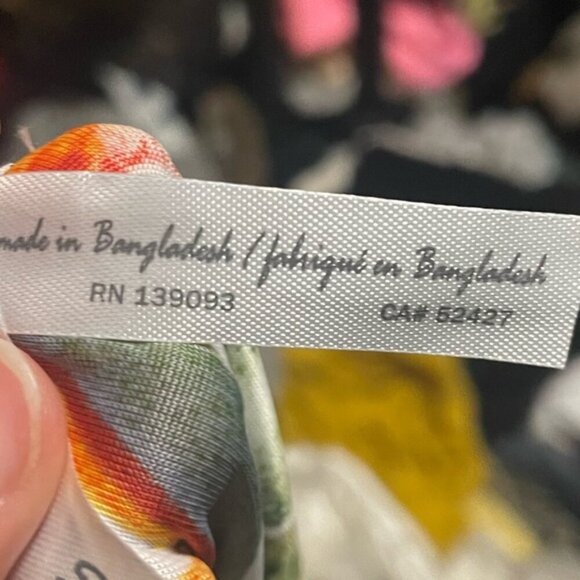 made in Bangladesh / fabriqué en Bangladesh
RN 139093
CA# 52427